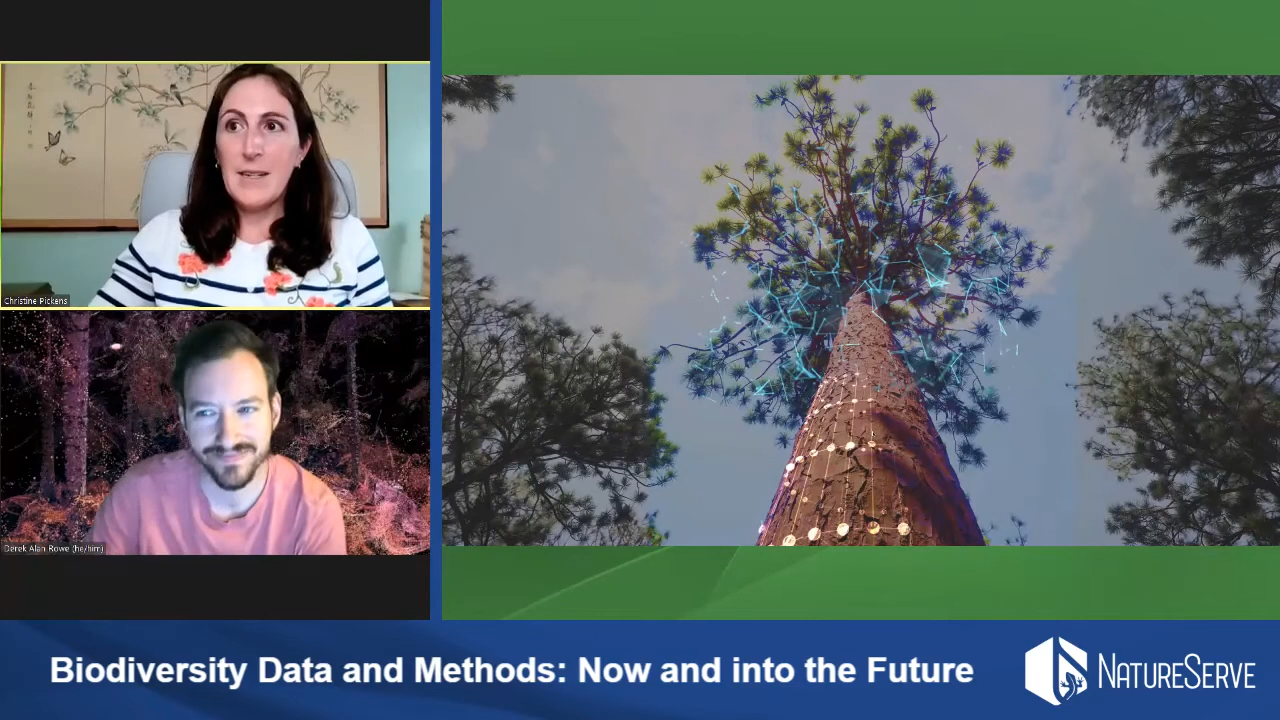 Christine Pickens
Derek Alan Rowe (he/him)
Biodiversity Data and Methods: Now and into the Future
NATURESERVE